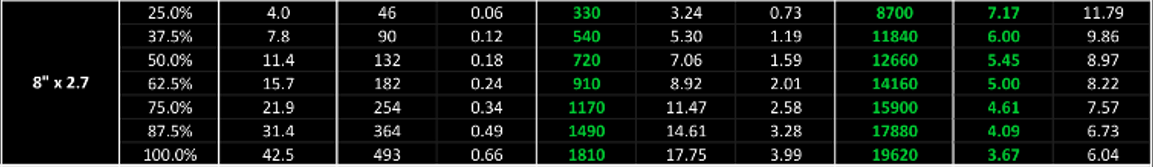 25.0% 4.0 46 0.06 330 3.24 0.73 8700 7.17 11.79
37.5% 7.8 90 0.12 540 5.30 1.19 11840 6.00 9.86
50.0% 11.4 132 0.18 720 7.06 1.59 12660 5.45 8.97
8" x 2.7 62.5% 15.7 182 0.24 910 8.92 2.01 14160 5.00 8.22
75.0% 21.9 254 0.34 1170 11.47 2.58 15900 4.61 7.57
87.5% 31.4 364 0.49 1490 14.61 3.28 17880 4.09 6.73
100.0% 42.5 493 0.66 1810 17.75 3.99 19620 3.67 6.04